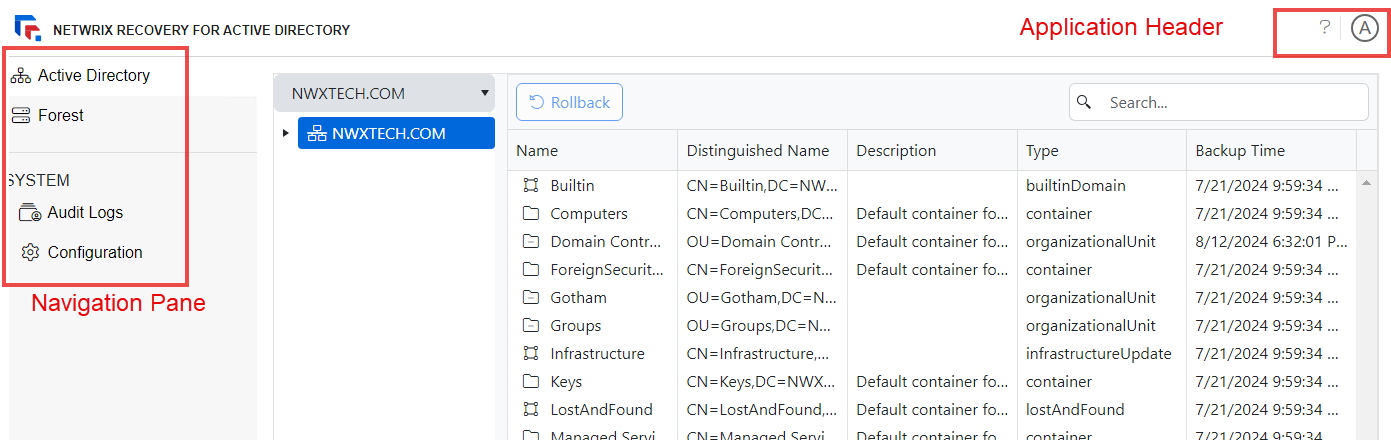 NETWRIX RECOVERY FOR ACTIVE DIRECTORY
Application Header
?
A
Active Directory
Forest
SYSTEM
Audit Logs
Configuration
Navigation Pane
NWXTECH.COM
NWXTECH.COM
Rollback
Search...
Name Distinguished Name Description Type Backup Time
Builtin CN=Builtin,DC=NW... builtinDomain 7/21/2024 9:59:34 ...
Computers CN=Computers,DC... Default container fo... container 7/21/2024 9:59:34 ...
Domain Contr... OU=Domain Contr... Default container fo... organizationalUnit 8/12/2024 6:32:01 P...
ForeignSecurit... CN=ForeignSecurit... Default container fo... container 7/21/2024 9:59:34 ...
Gotham OU=Gotham,DC=N... organizationalUnit 7/21/2024 9:59:34 ...
Groups OU=Groups,DC=N... organizationalUnit 7/21/2024 9:59:34 ...
Infrastructure CN=Infrastructure,... infrastructureUpdate 7/21/2024 9:59:34 ...
Keys CN=Keys,DC=NWX... Default container fo... container 7/21/2024 9:59:34 ...
LostAndFound CN=LostAndFound,... Default container fo... lostAndFound 7/21/2024 9:59:34 ...
Managed Servi... CN=Managed Servi... Default container fo... container 7/21/2024 9:59:34 ...